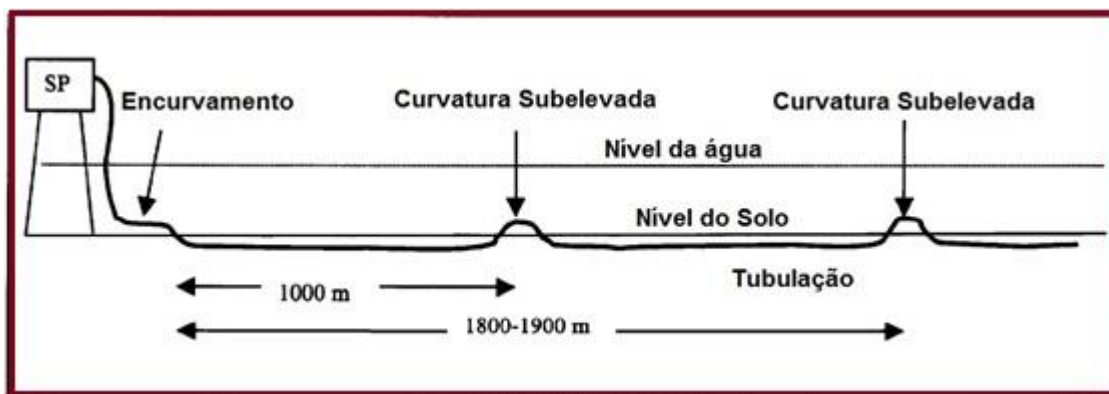 SP
Encurvamento
Curvatura Subelevada
Curvatura Subelevada
Nível da água
Nível do Solo
Tubulação
1000 m
1800-1900 m